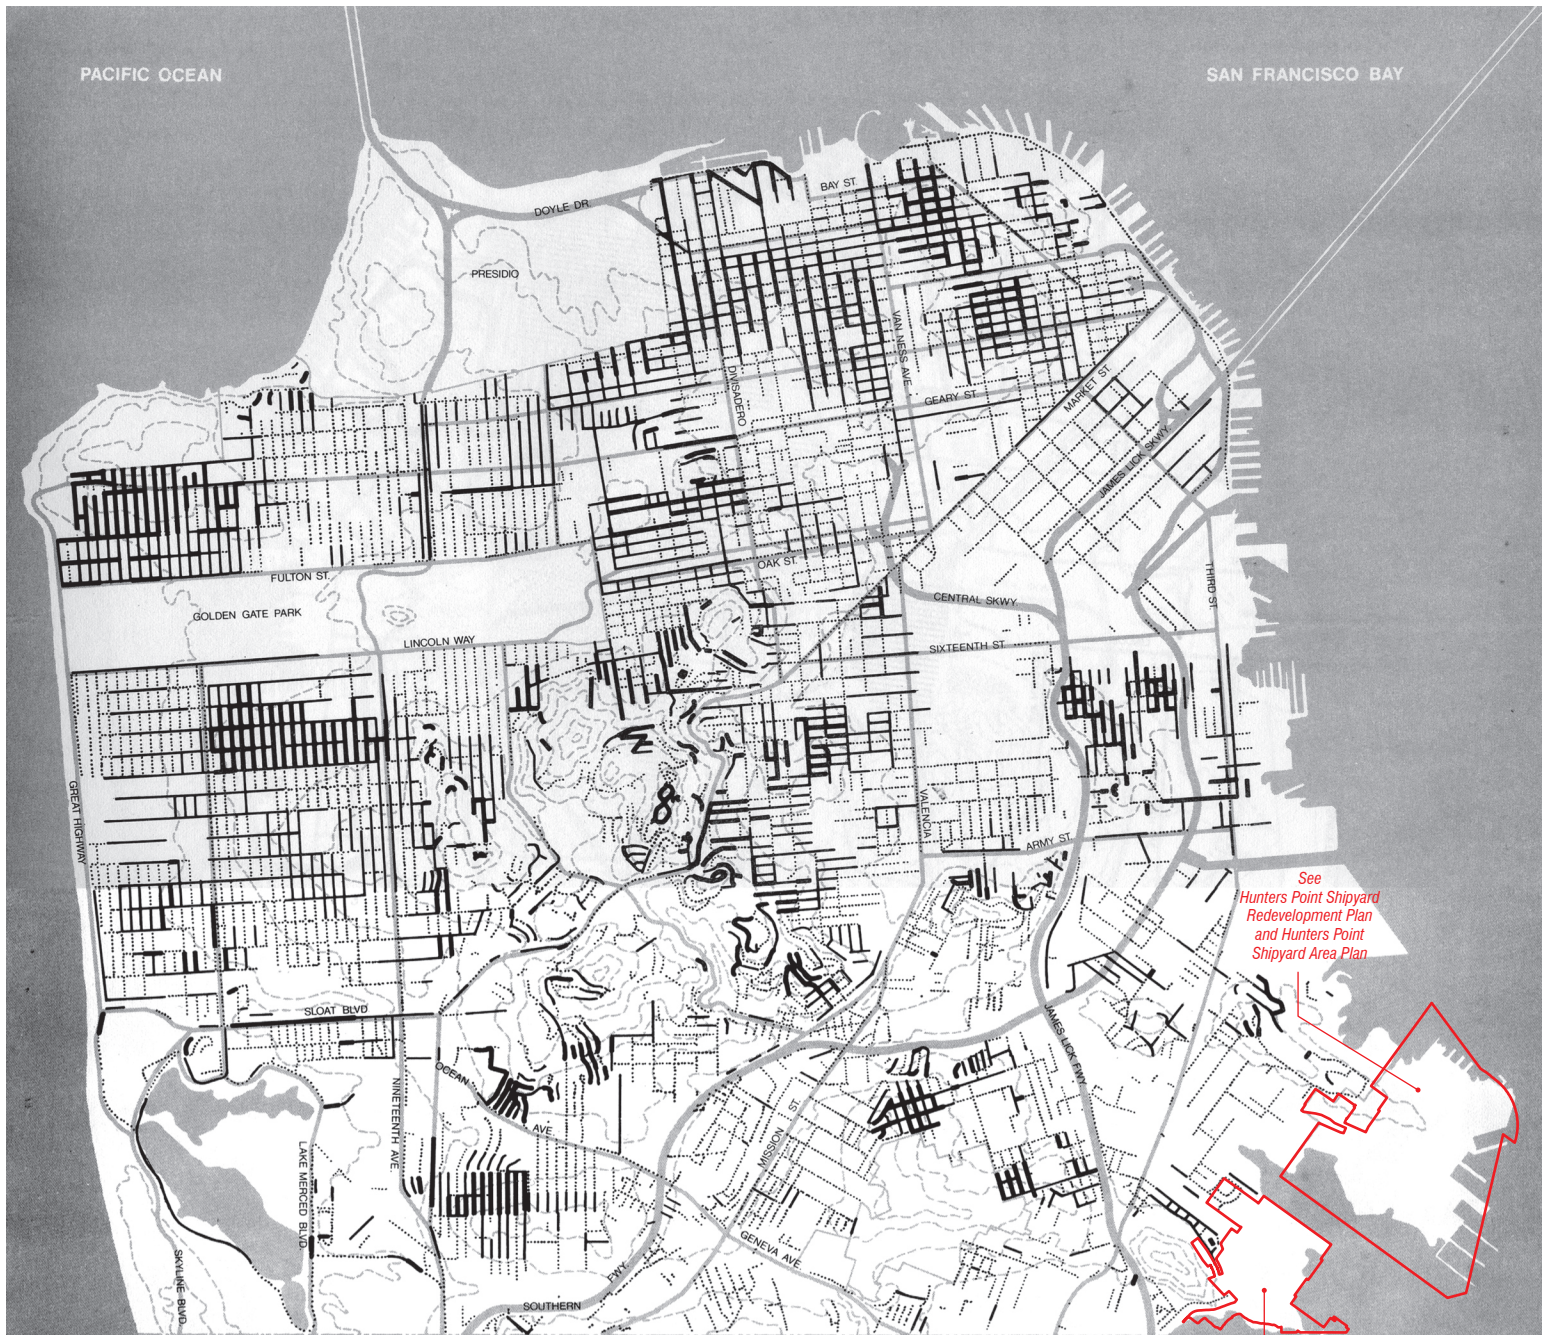 PACIFIC OCEAN
SAN FRANCISCO BAY
BAY ST.
DOYLE DR.
PRESIDIO
VAN NESS AVE.
DIVISADERO
MARKET ST.
GEARY ST.
JAMES LICK SKWY.
OAK ST.
FULTON ST.
THIRD ST.
CENTRAL SKWY.
GOLDEN GATE PARK
LINCOLN WAY
SIXTEENTH ST.
GREAT HIGHWAY
VALENCIA
ARMY ST.
See
Hunters Point Shipyard
Redevelopment Plan
and Hunters Point
Shipyard Area Plan
SLOAT BLVD
JAMES LICK FWY.
OCEAN
AVE
NINETEENTH AVE.
MISSION ST.
LAKE MERCED BLVD.
GENEVA AVE.
SKYLINE BLVD.
SOUTHERN FWY.